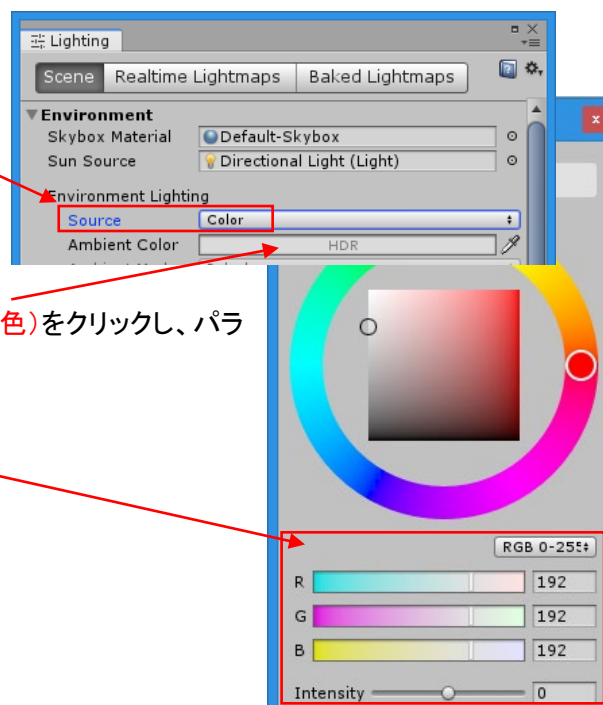 Lighting
Scene Realtime Lightmaps Baked Lightmaps
Environment
Skybox Material Default-Skybox
Sun Source Directional Light (Light)
Environment Lighting
Source Color
Ambient Color HDR
色)をクリックし、パラ
RGB 0-255
R 192
G 192
B 192
Intensity 0